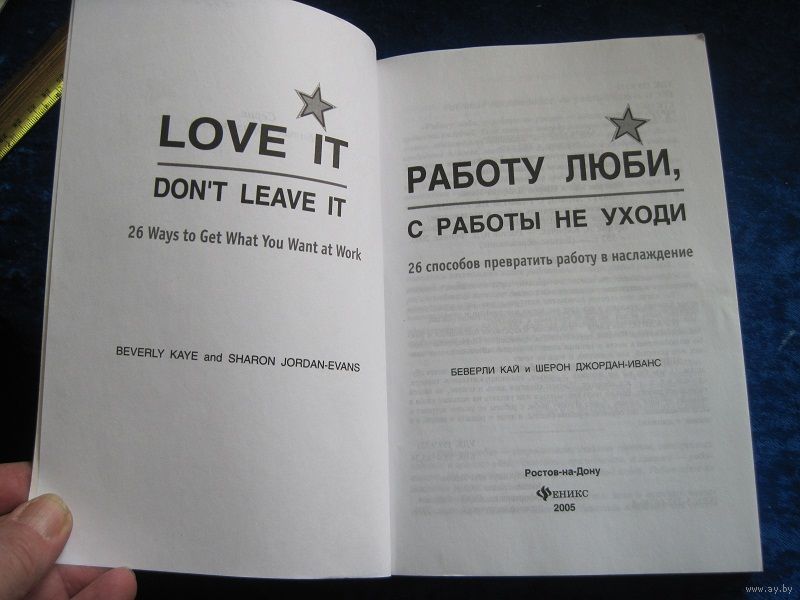 LOVE IT
DON'T LEAVE IT
26 Ways to Get What You Want at Work
BEVERLY KAYE and SHARON JORDAN-EVANS
РАБОТУ ЛЮБИ,
С РАБОТЫ НЕ УХОДИ
26 способов превратить работу в наслаждение
БЕВЕРЛИ КАЙ и ШЕРОН ДЖОРДАН-ИВАНС
Ростов-на-Дону
ФЕНИКС
2005
www.ay.by